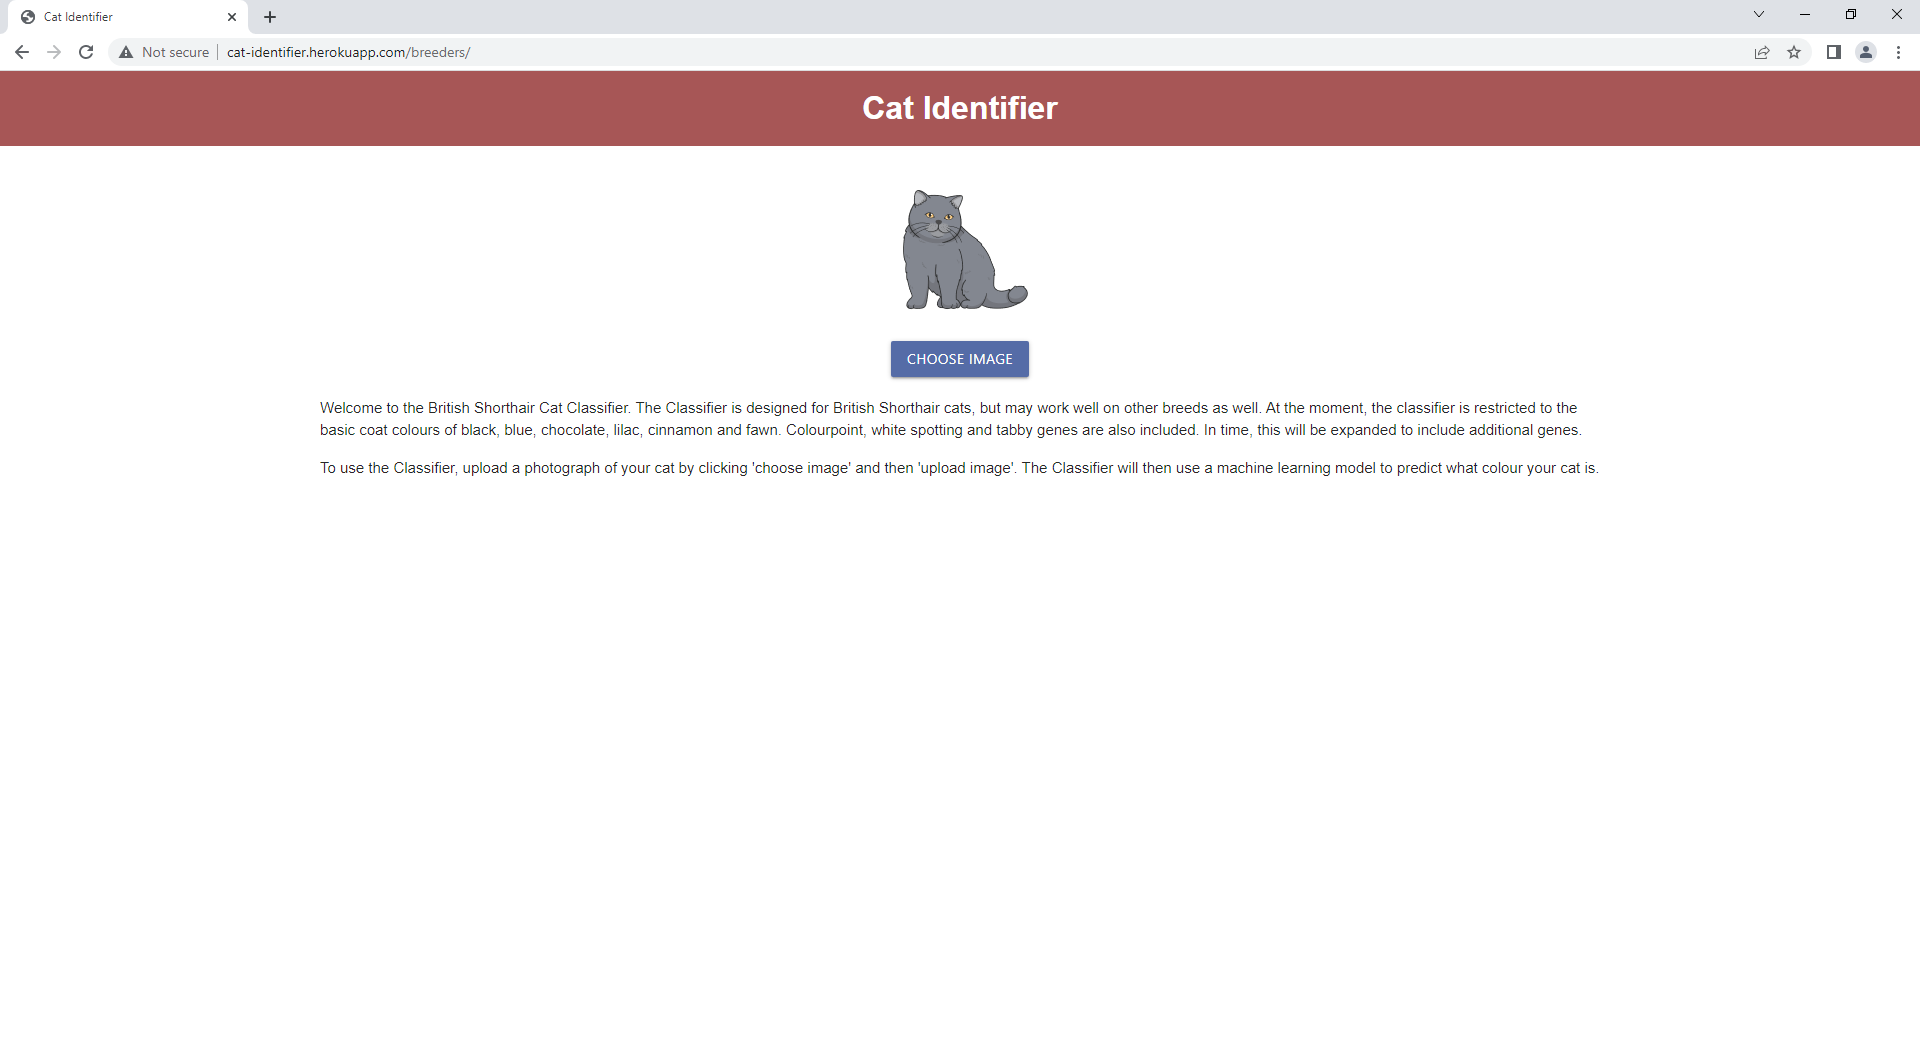 Cat Identifier
Not secure
cat-identifier.herokuapp.com/breeders/
Cat Identifier
CHOOSE IMAGE
Welcome to the British Shorthair Cat Classifier. The Classifier is designed for British Shorthair cats, but may work well on other breeds as well. At the moment, the classifier is restricted to the
basic coat colours of black, blue, chocolate, lilac, cinnamon and fawn. Colourpoint, white spotting and tabby genes are also included. In time, this will be expanded to include additional genes.
To use the Classifier, upload a photograph of your cat by clicking 'choose image' and then 'upload image'. The Classifier will then use a machine learning model to predict what colour your cat is.